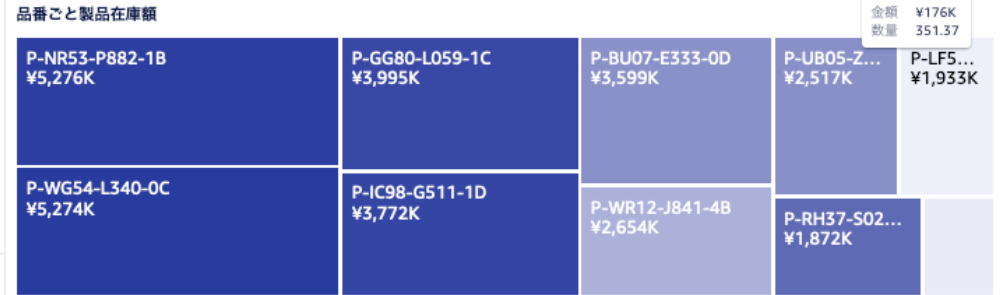 品番ごと製品在庫額
金額 ¥176K
数量 351.37
P-NR53-P882-1B
¥5,276K
P-GG80-L059-1C
¥3,995K
P-BU07-E333-0D
¥3,599K
P-UB05-Z...
¥2,517K
P-LF5...
¥1,933K
P-WG54-L340-0C
¥5,274K
P-IC98-G511-1D
¥3,772K
P-WR12-J841-4B
¥2,654K
P-RH37-S02...
¥1,872K